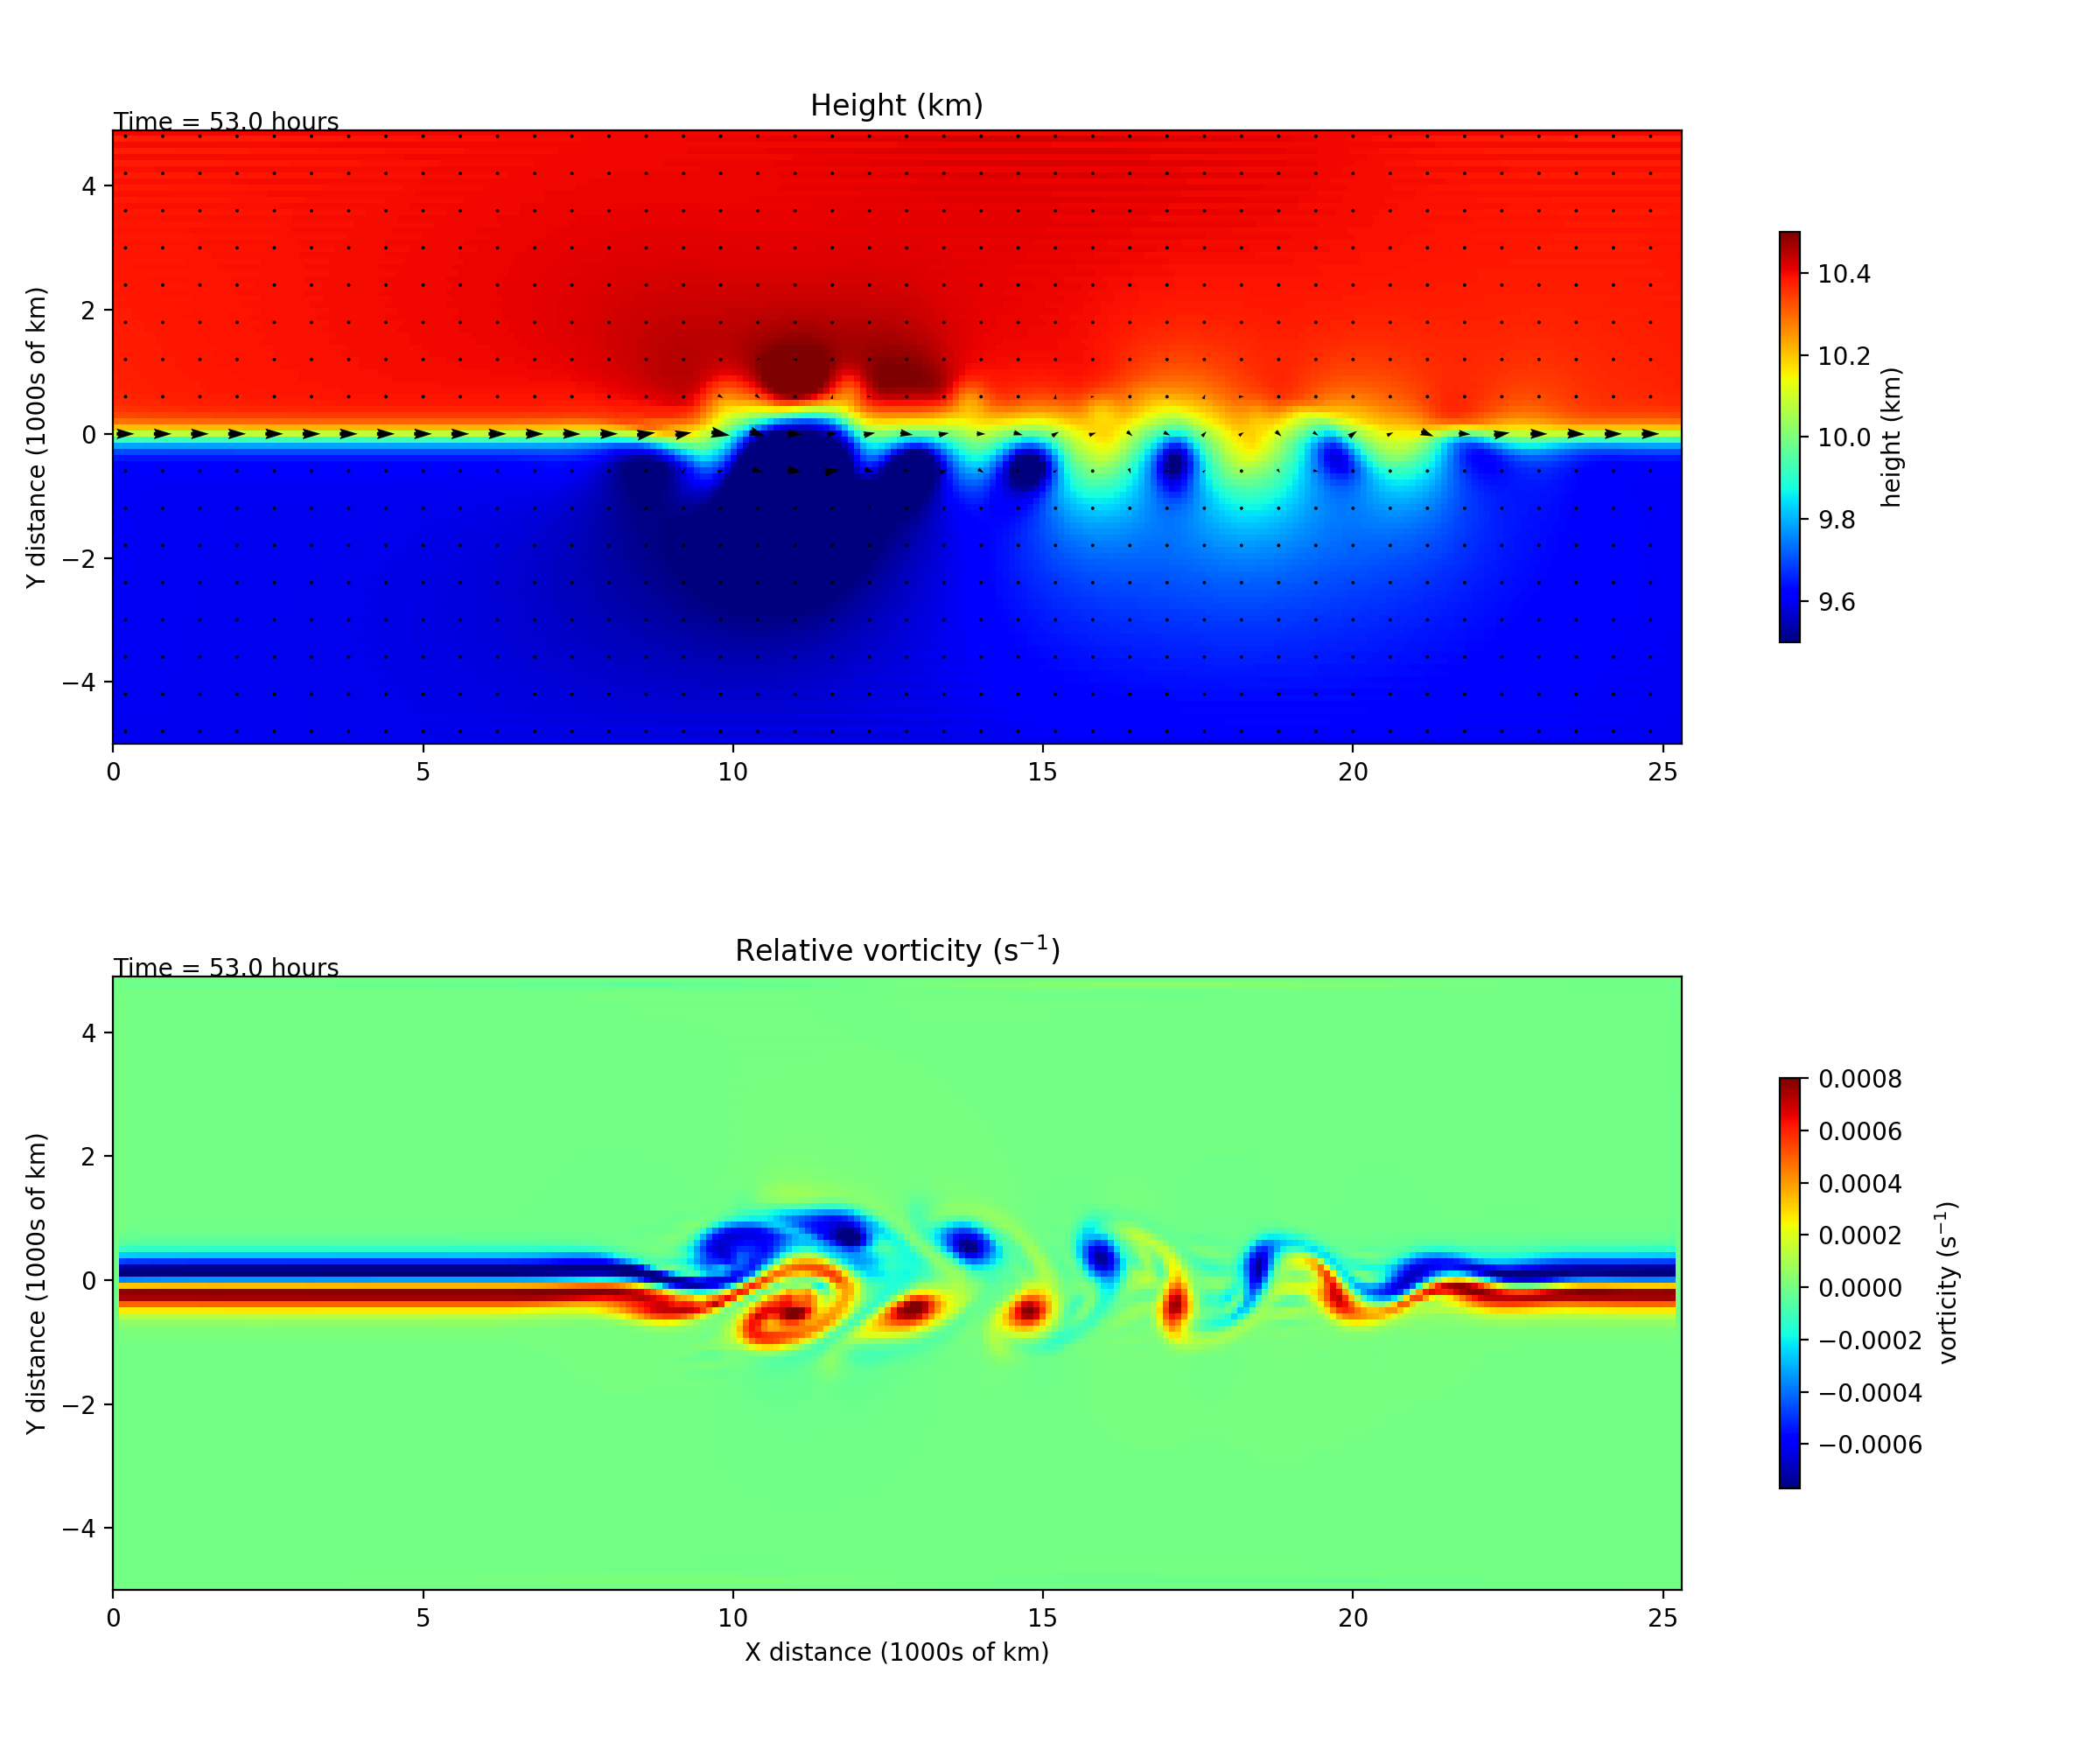 Height (km)
Time = 53.0 hours
Y distance (1000s of km)
4
2
0
−2
−4
0 5 10 15 20 25
10.4
10.2
10.0
9.8
9.6
height (km)
Relative vorticity (s⁻¹)
Time = 53.0 hours
Y distance (1000s of km)
4
2
0
−2
−4
0 5 10 15 20 25
X distance (1000s of km)
0.0008
0.0006
0.0004
0.0002
0.0000
−0.0002
−0.0004
−0.0006
vorticity (s⁻¹)